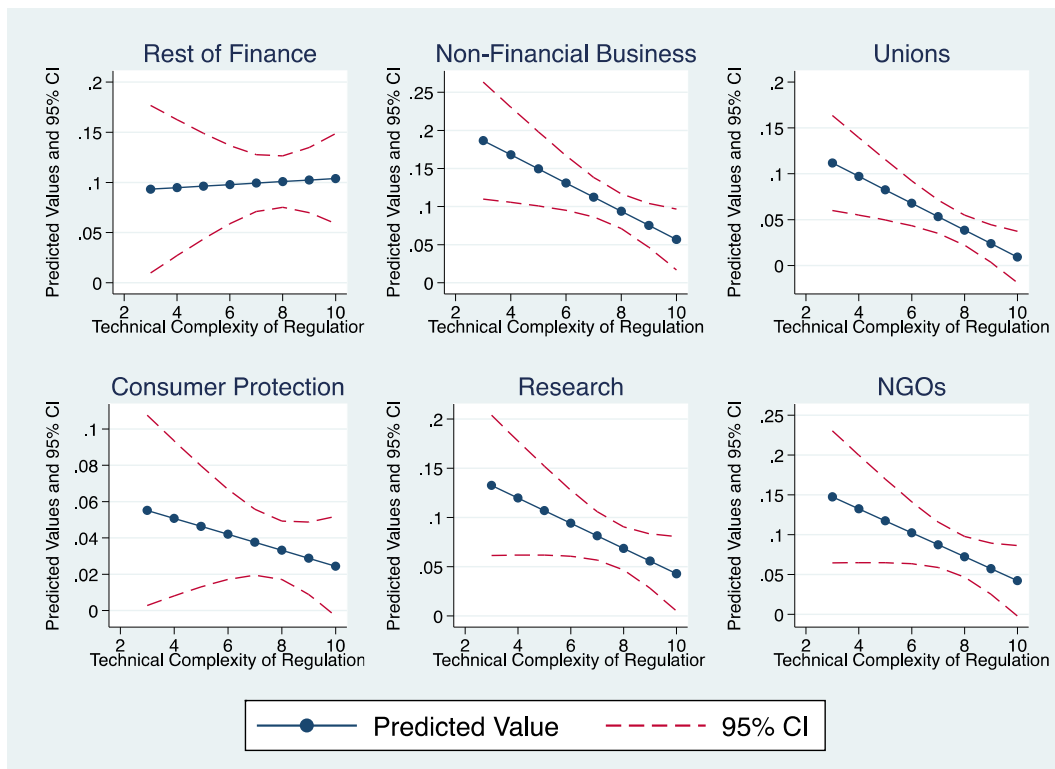 Rest of Finance
Predicted Values and 95% CI
.2
.15
.1
.05
0
2 4 6 8 10
Technical Complexity of Regulation
Non-Financial Business
Predicted Values and 95% CI
.25
.2
.15
.1
.05
0
2 4 6 8 10
Technical Complexity of Regulation
Unions
Predicted Values and 95% CI
.2
.15
.1
.05
0
2 4 6 8 10
Technical Complexity of Regulation
Consumer Protection
Predicted Values and 95% CI
.1
.08
.06
.04
.02
0
2 4 6 8 10
Technical Complexity of Regulation
Research
Predicted Values and 95% CI
.2
.15
.1
.05
0
2 4 6 8 10
Technical Complexity of Regulation
NGOs
Predicted Values and 95% CI
.25
.2
.15
.1
.05
0
2 4 6 8 10
Technical Complexity of Regulation
Predicted Value 95% CI